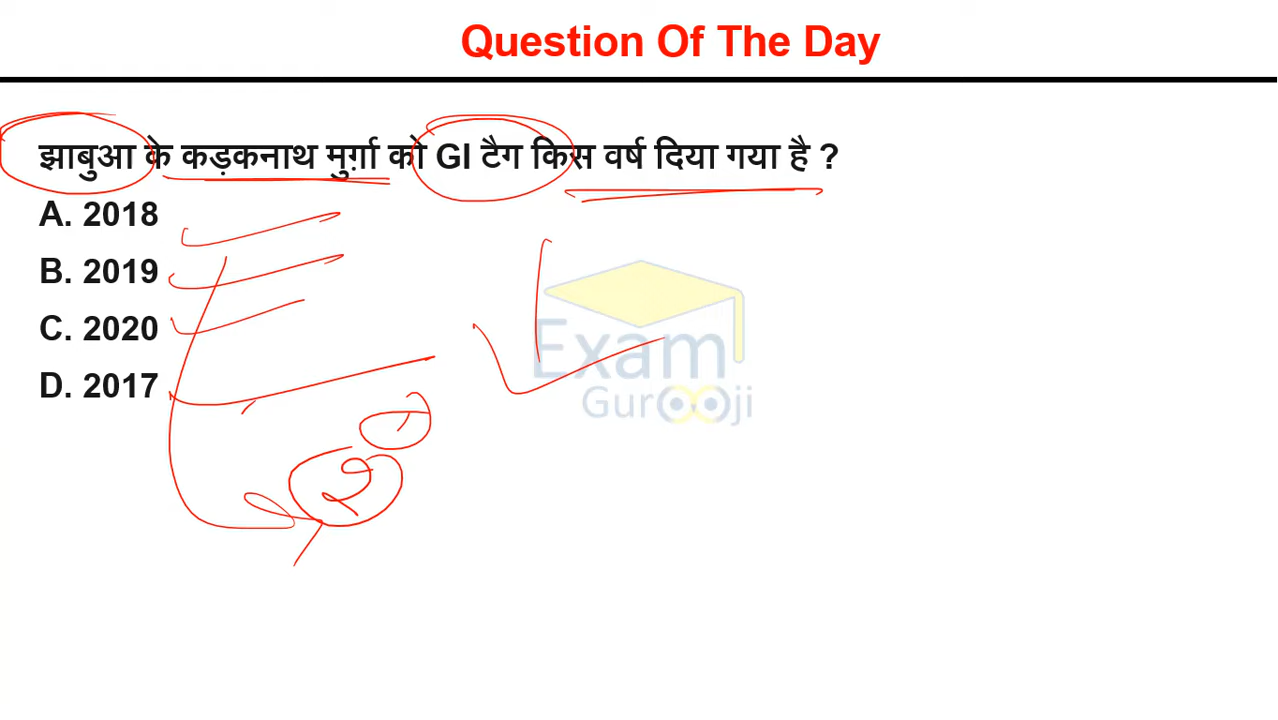 Question Of The Day
झाबुआ के कड़कनाथ मुर्ग़ा को GI टैग किस वर्ष दिया गया है ?
A. 2018
B. 2019
C. 2020
D. 2017
Exam
Gurooji